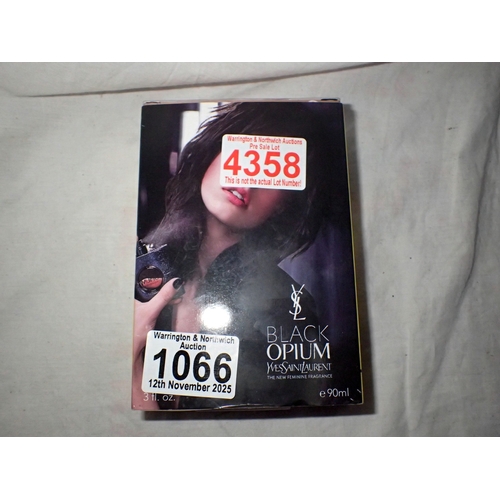 Warrington & Northwich Auctions
Pre Sale Lot
4358
This is not the actual Lot Number!
YSL
BLACK
OPIUM
YVESSAINTLAURENT
THE NEW FEMININE FRAGRANCE
Warrington & Northwich
Auction
1066
12th November 2025
3 fl. oz.
e 90ml